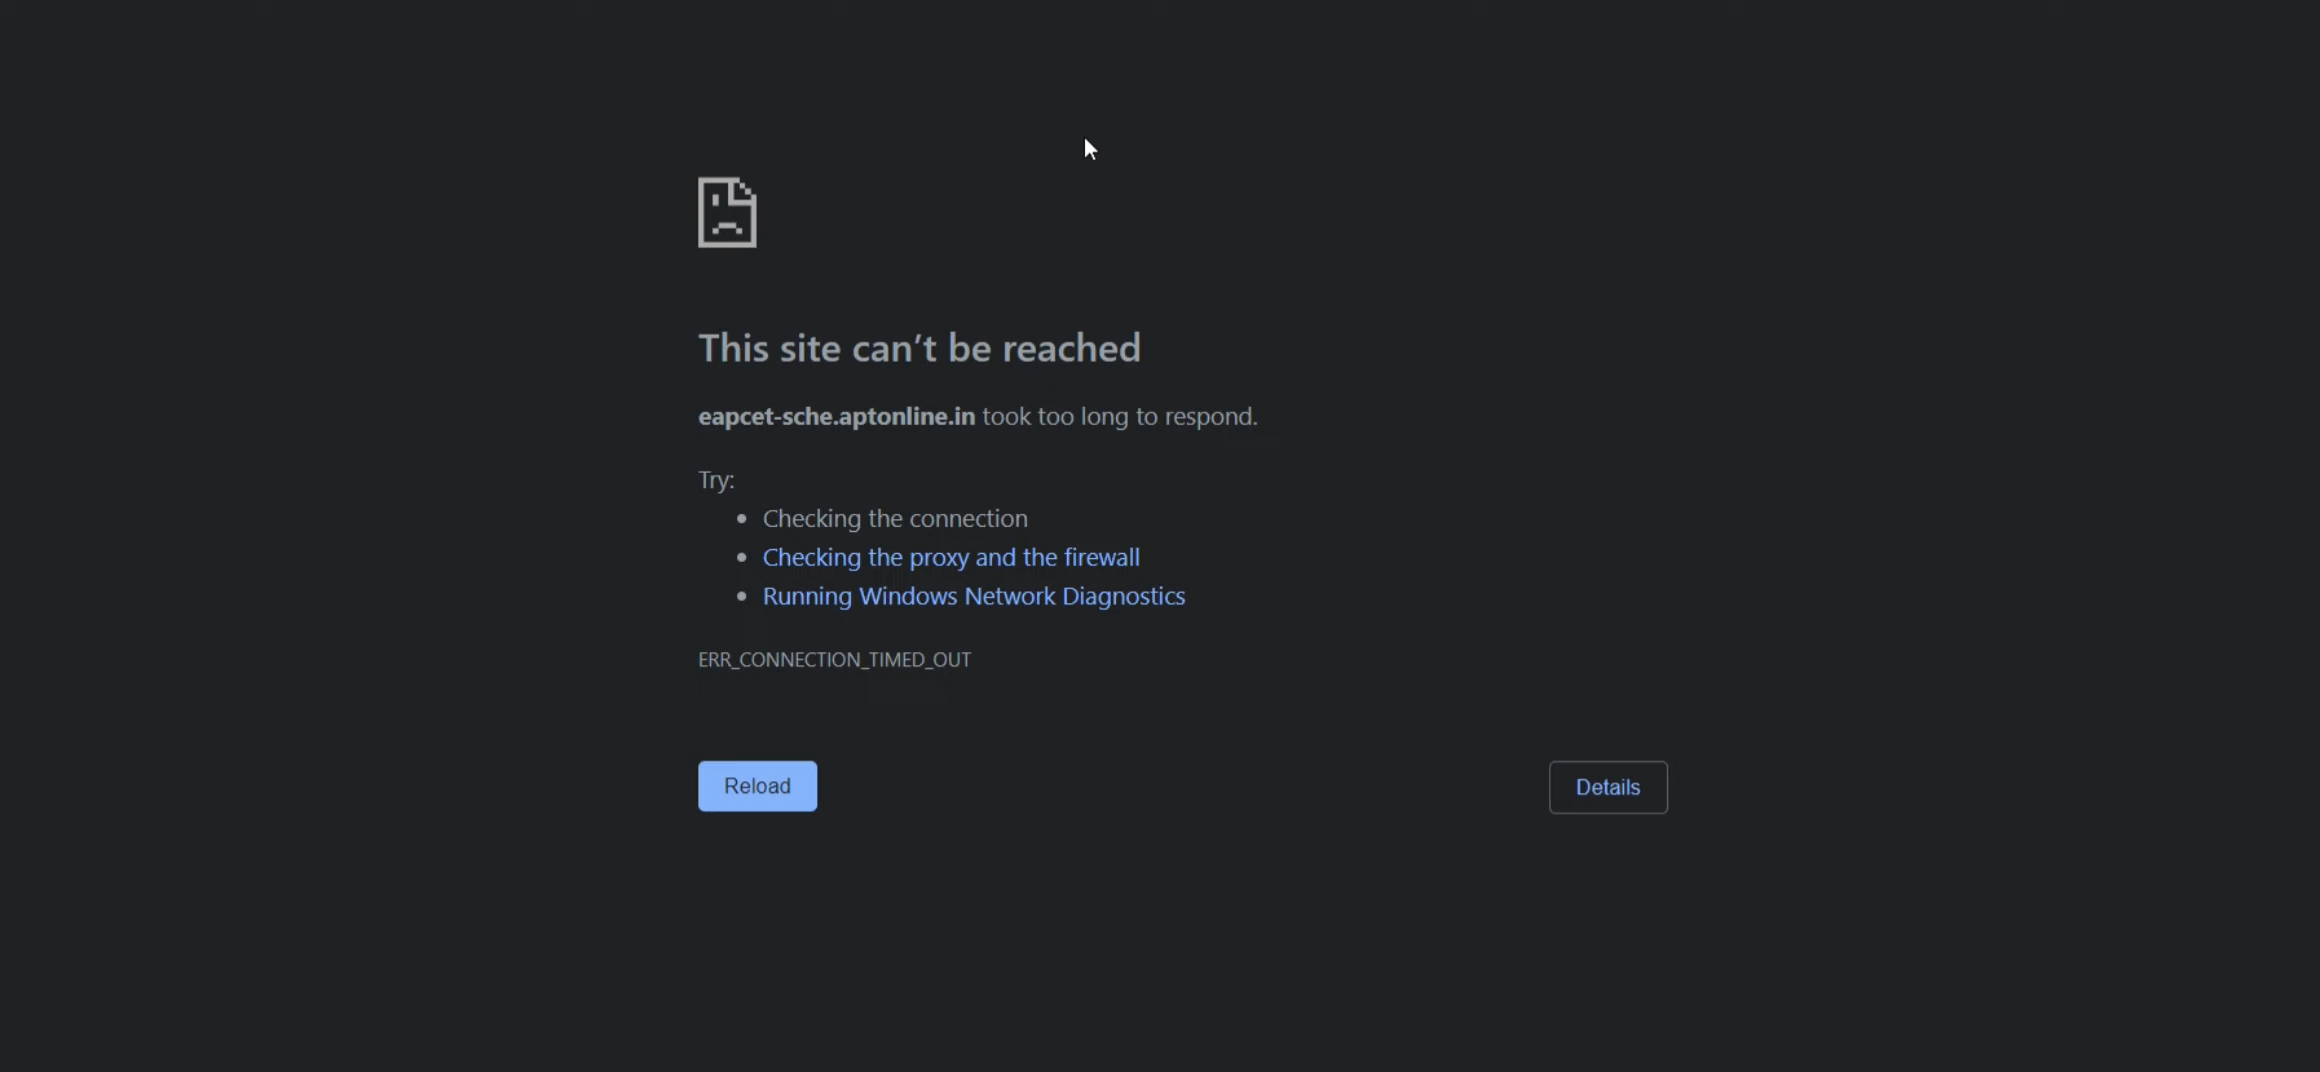 This site can’t be reached
eapcet-sche.aptonline.in took too long to respond.
Try:
Checking the connection
Checking the proxy and the firewall
Running Windows Network Diagnostics
ERR_CONNECTION_TIMED_OUT
Reload
Details